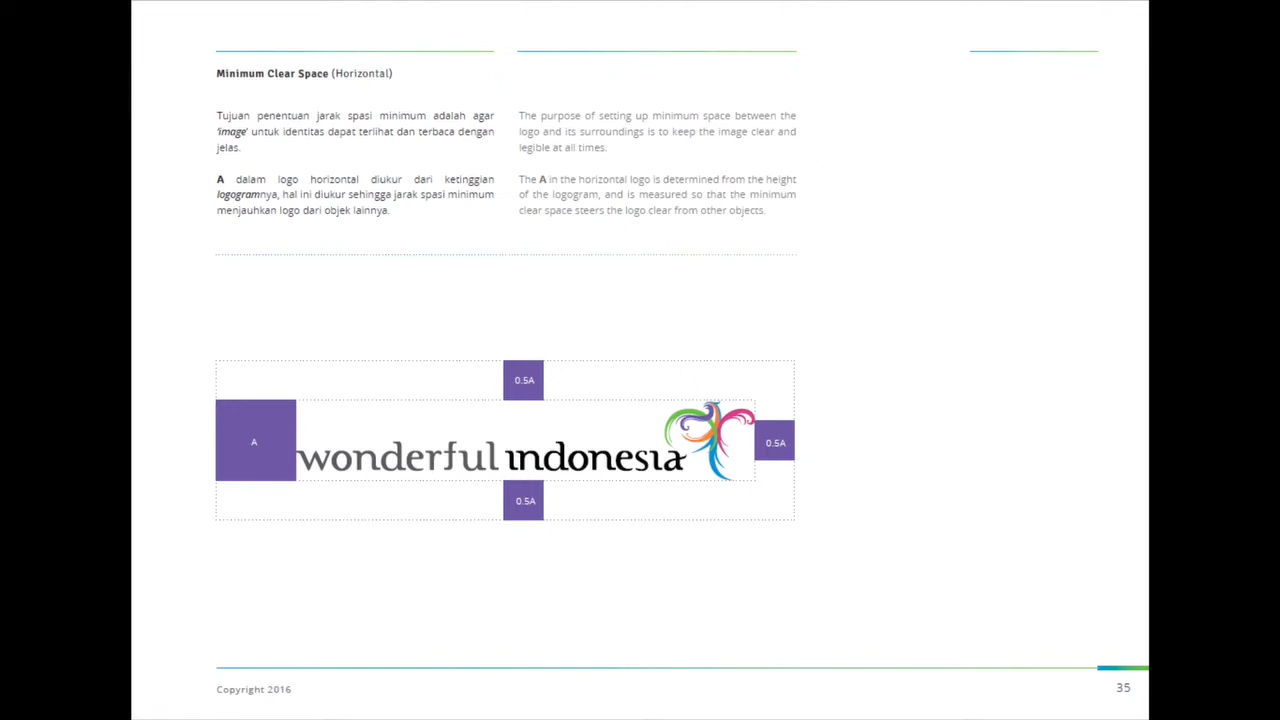 Minimum Clear Space (Horizontal)
Tujuan penentuan jarak spasi minimum adalah agar
'image' untuk identitas dapat terlihat dan terbaca dengan
jelas.
A dalam logo horizontal diukur dari ketinggian
logogramnya, hal ini diukur sehingga jarak spasi minimum
menjauhkan logo dari objek lainnya.
The purpose of setting up minimum space between the
logo and its surroundings is to keep the image clear and
legible at all times.
The A in the horizontal logo is determined from the height
of the logogram, and is measured so that the minimum
clear space steers the logo clear from other objects.
0.5A
A
wonderful indonesia
0.5A
0.5A
Copyright 2016
35